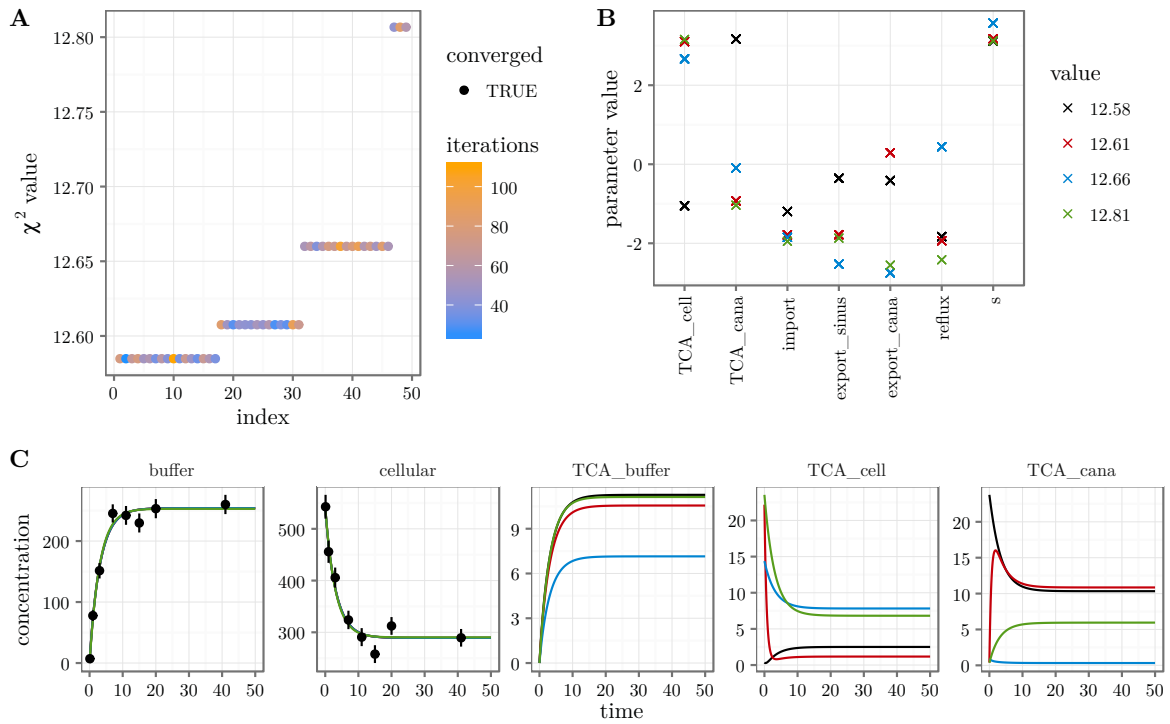 A
χ² value
12.80
12.75
12.70
12.65
12.60
0 10 20 30 40 50
index
converged
TRUE
iterations
100
80
60
40
B
parameter value
2
0
-2
TCA_cell
TCA_cana
import
export_sinus
export_cana
reflux
s
value
12.58
12.61
12.66
12.81
C
concentration
buffer
200
100
0
0 10 20 30 40 50
cellular
500
400
300
0 10 20 30 40 50
TCA_buffer
9
6
3
0
0 10 20 30 40 50
TCA_cell
20
15
10
5
0
0 10 20 30 40 50
TCA_cana
20
15
10
5
0
0 10 20 30 40 50
time